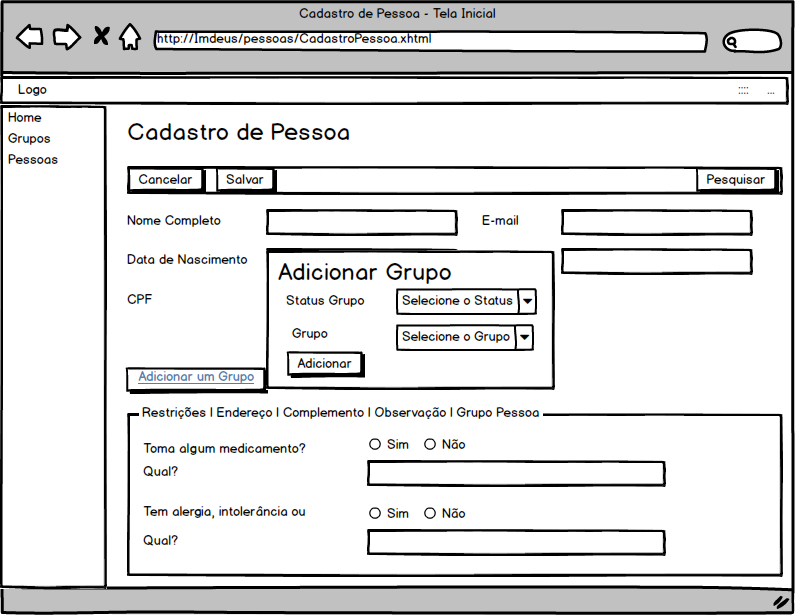 Cadastro de Pessoa - Tela Inicial
http://Imdeus/pessoas/CadastroPessoa.xhtml
Logo :::: ...
Home
Grupos
Pessoas
Cadastro de Pessoa
Cancelar Salvar Pesquisar
Nome Completo E-mail
Data de Nascimento
CPF
Adicionar Grupo
Status Grupo Selecione o Status
Grupo Selecione o Grupo
Adicionar
Adicionar um Grupo
Restrições | Endereço | Complemento | Observação | Grupo Pessoa
Toma algum medicamento? Sim Não
Qual?
Tem alergia, intolerância ou Sim Não
Qual?